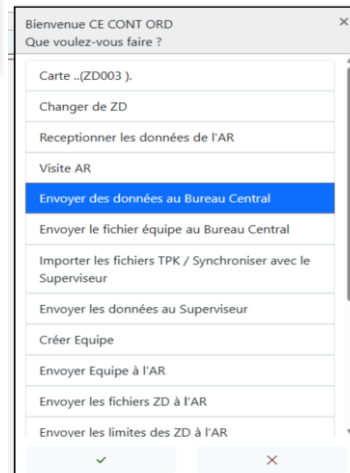 Bienvenue CE CONT ORD
Que voulez-vous faire ?
Carte ..(ZD003 ).
Changer de ZD
Receptionner les données de l'AR
Visite AR
Envoyer des données au Bureau Central
Envoyer le fichier équipe au Bureau Central
Importer les fichiers TPK / Synchroniser avec le
Superviseur
Envoyer les données au Superviseur
Créer Equipe
Envoyer Equipe à l'AR
Envoyer les fichiers ZD à l'AR
Envoyer les limites des ZD à l'AR